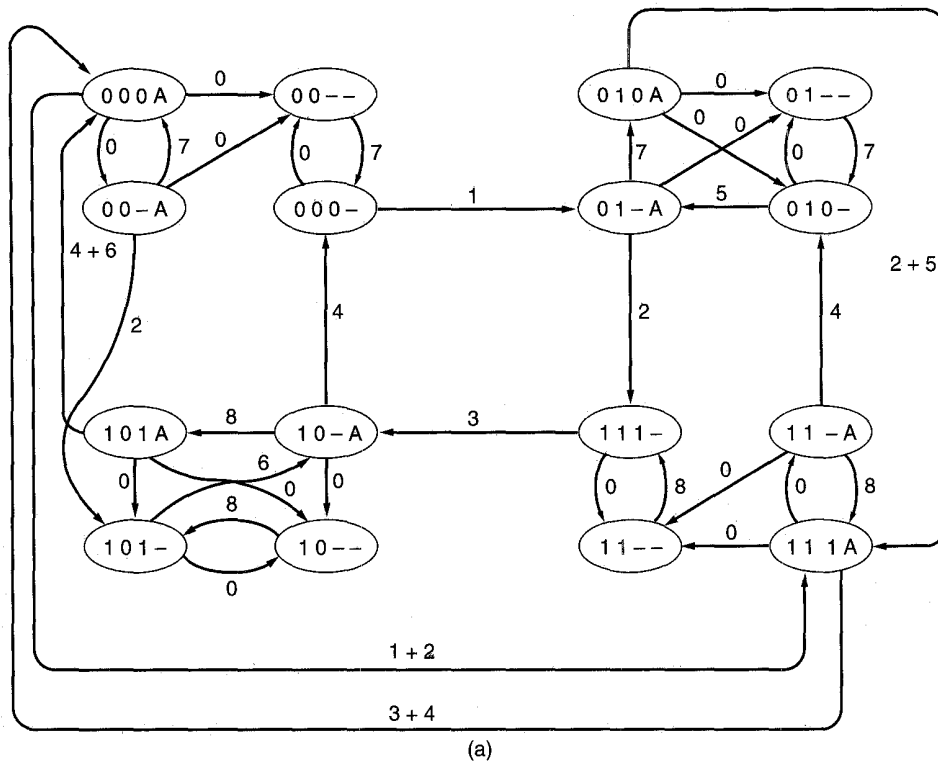 000A 0 00-- 010A 0 01--
0 7 0 0 7 0 0 7 0 7
00-A 000- 1 01-A 5 010-
4 + 6 2 + 5
2 4 2 4
101A 8 10-A 3 111- 11-A
0 6 0 0 0 8 0 0 8
8
101- 10-- 11-- 0 111A
0
1 + 2
3 + 4
(a)